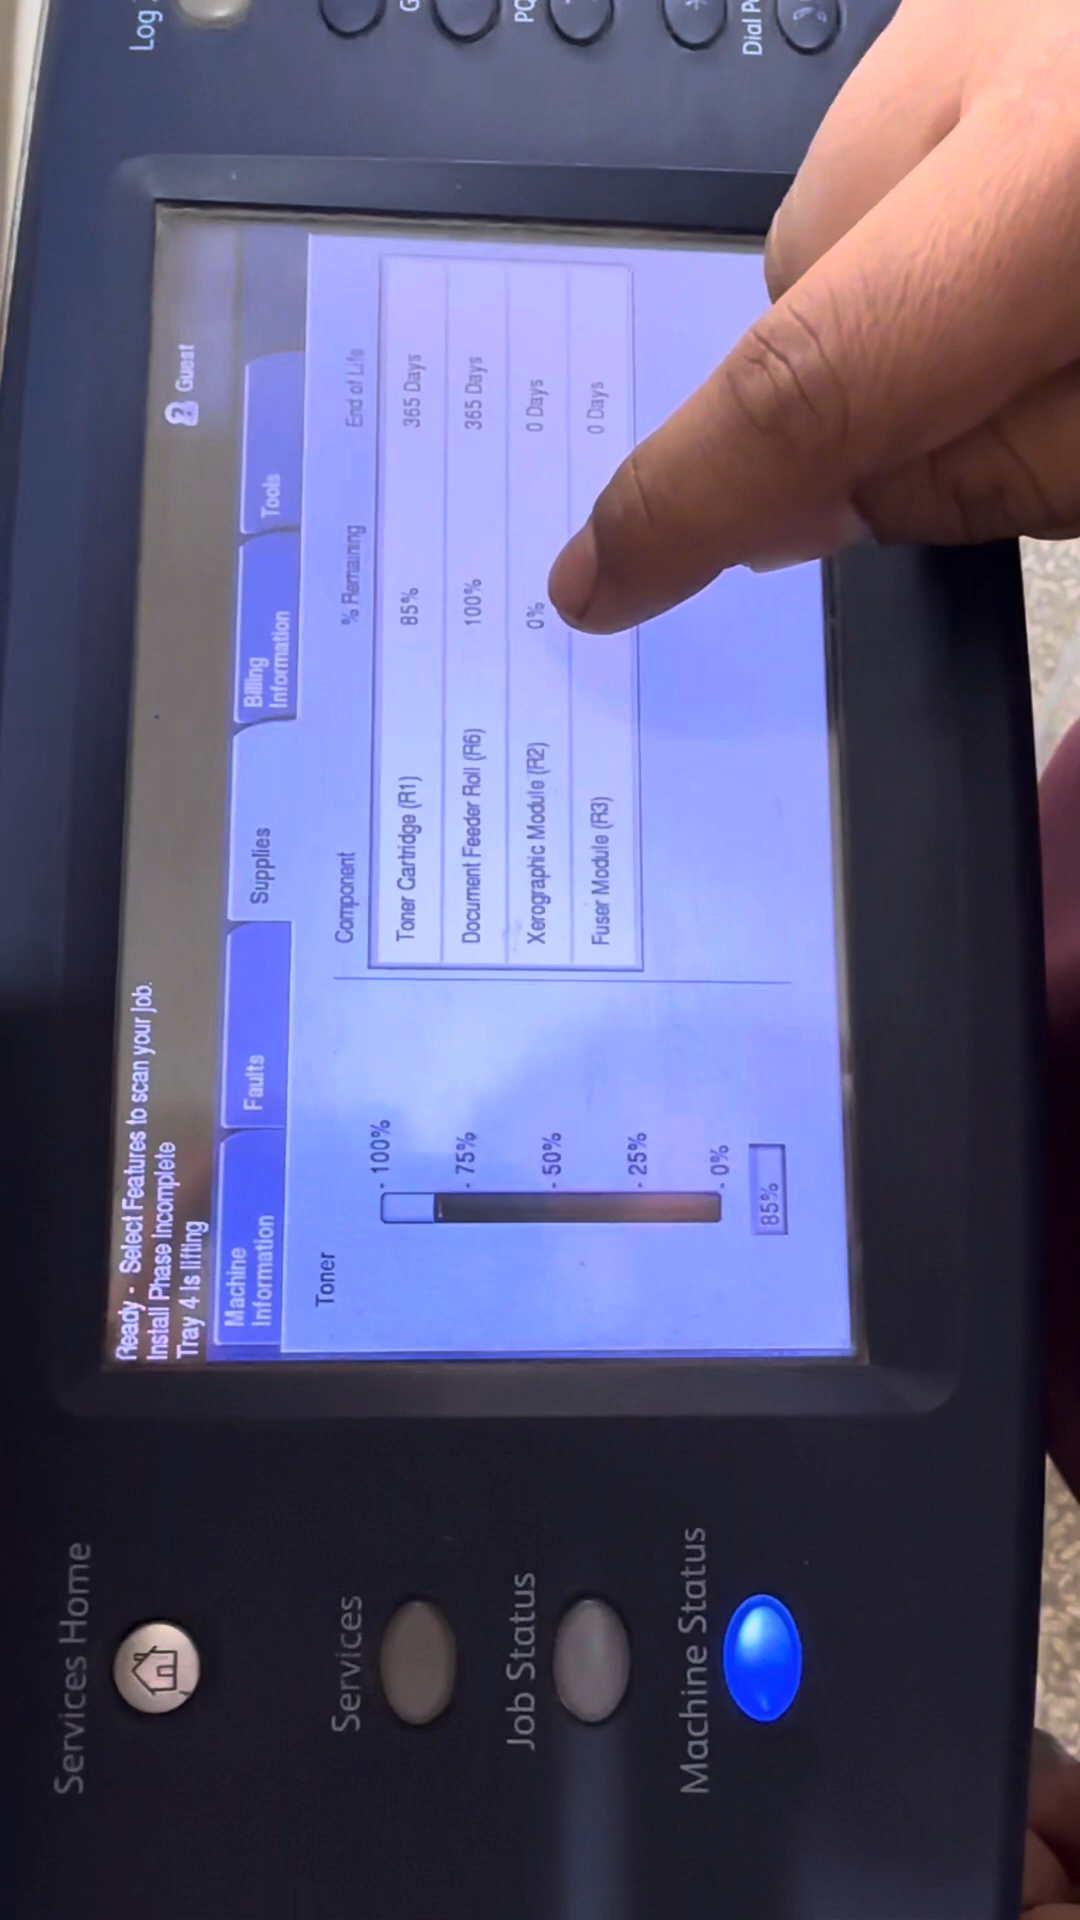 Log
Ready - Select Features to scan your job.
Install Phase Incomplete
Tray 4 is lifting
Guest
Machine Information
Faults
Supplies
Billing Information
Tools
Toner
100%
75%
50%
25%
0%
85%
Component % Remaining End of Life
Toner Cartridge (R1) 85% 365 Days
Document Feeder Roll (R6) 100% 365 Days
Xerographic Module (R2) 0% 0 Days
Fuser Module (R3) 0 Days
Services Home
Services
Job Status
Machine Status
Dial